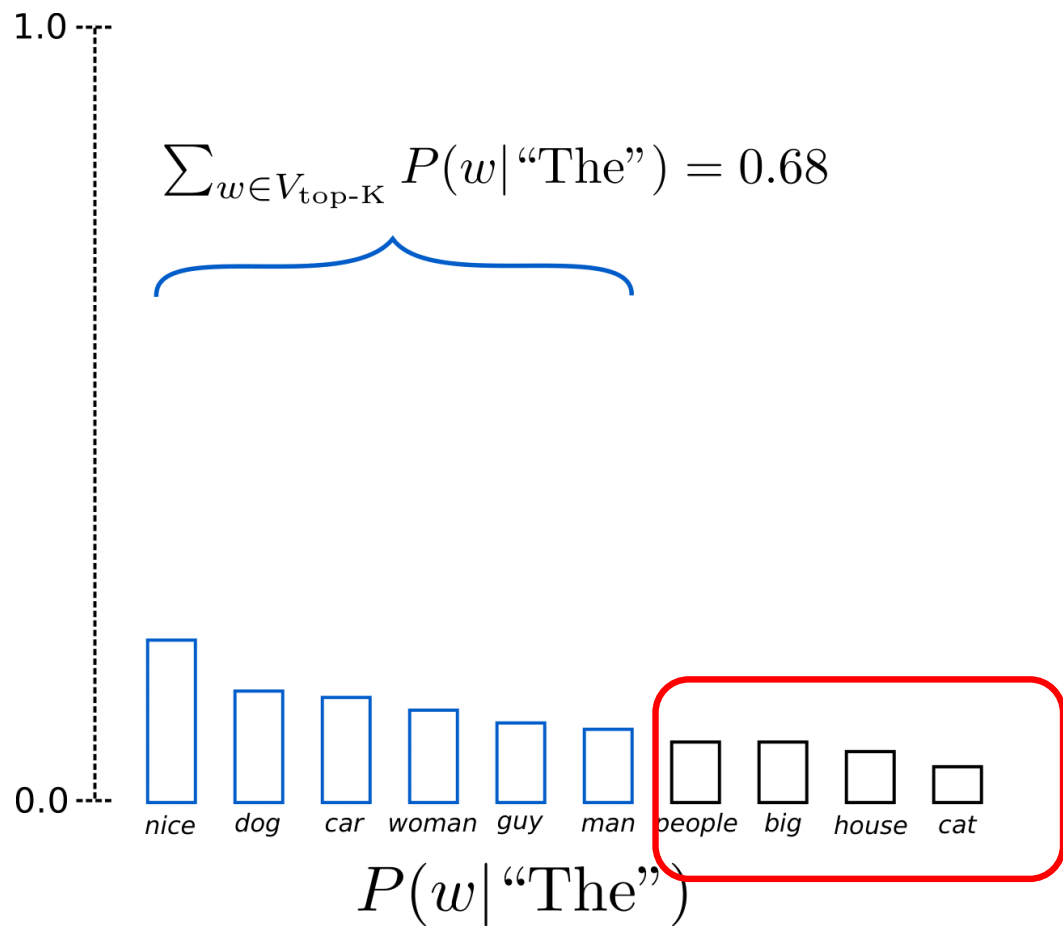 1.0
∑w∈Vtop-K P(w|“The”) = 0.68
0.0
nice dog car woman guy man people big house cat
P(w|“The”)